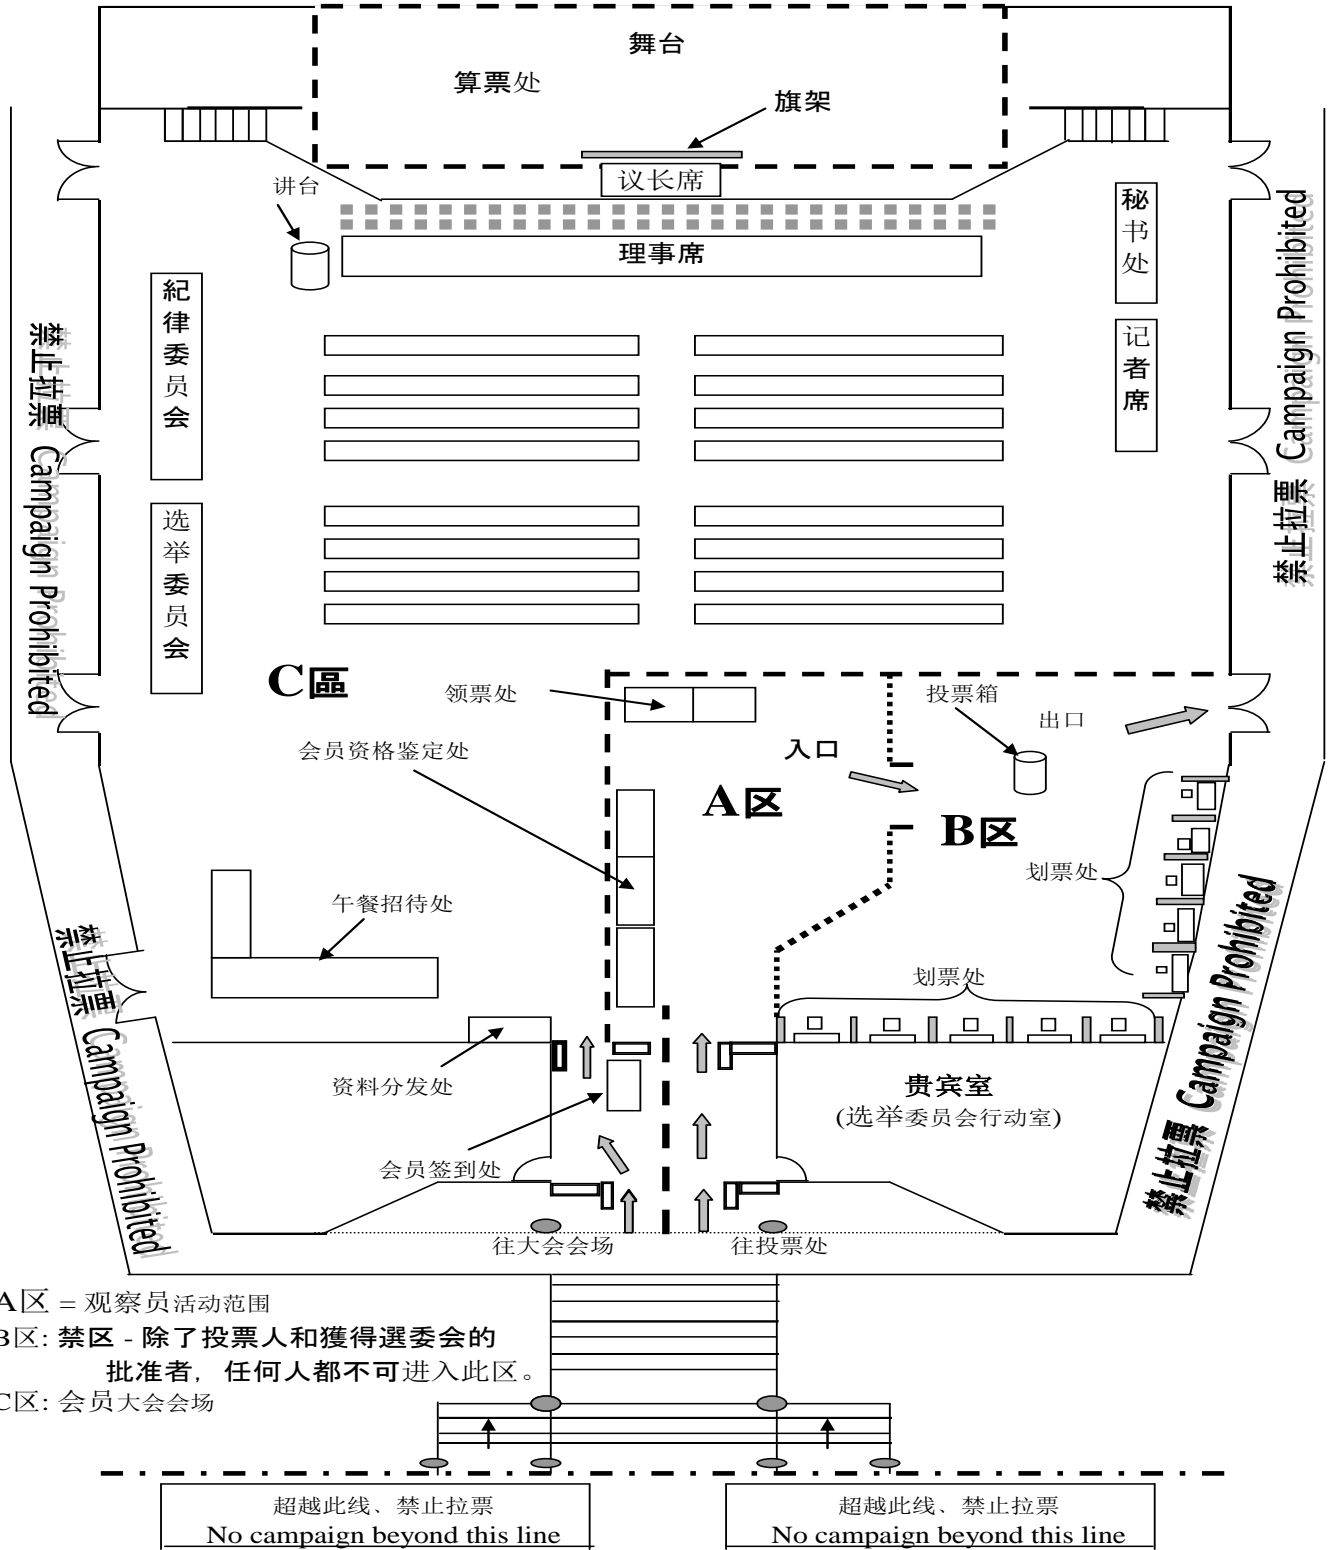 舞台
算票处
旗架
议长席
讲台
理事席
秘书处
记者席
紀律委员会
选举委员会
禁止拉票 Campaign Prohibited
禁止拉票 Campaign Prohibited
C區
领票处
投票箱
出口
会员资格鉴定处
入口
A区
B区
划票处
午餐招待处
划票处
禁止拉票 Campaign Prohibited
禁止拉票 Campaign Prohibited
资料分发处
贵宾室
(选举委员会行动室)
会员签到处
往大会会场
往投票处
A区 = 观察员活动范围
B区: 禁区 - 除了投票人和獲得選委会的
批准者，任何人都不可进入此区。
C区: 会员大会会场
超越此线、禁止拉票
No campaign beyond this line
超越此线、禁止拉票
No campaign beyond this line